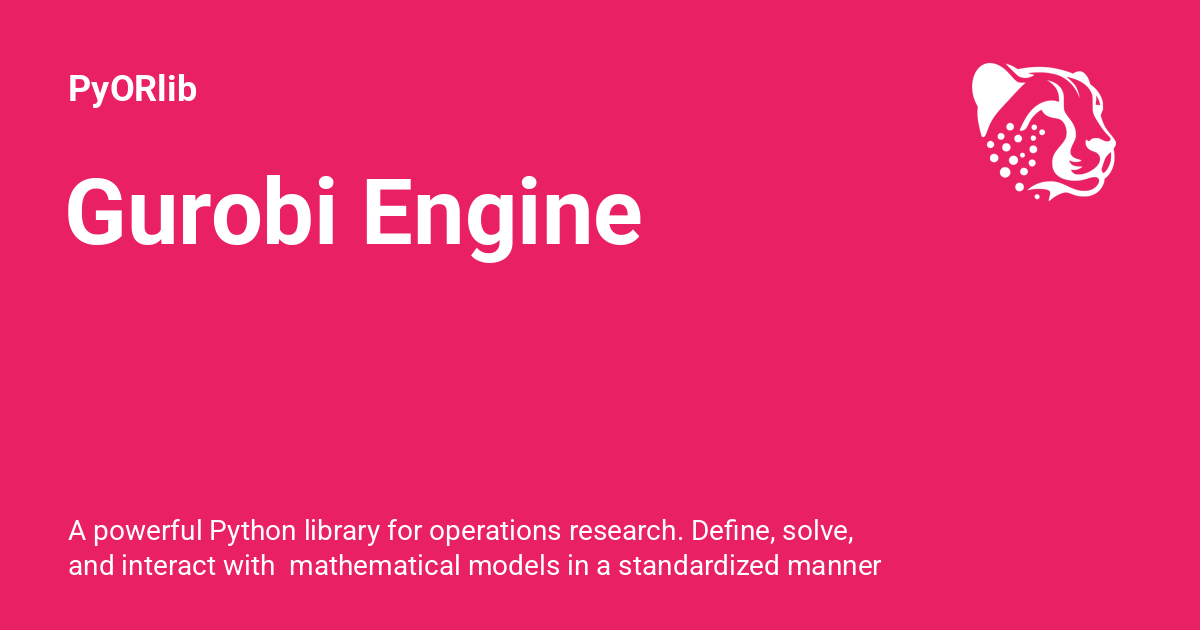 PyORlib
Gurobi Engine
A powerful Python library for operations research. Define, solve,
and interact with  mathematical models in a standardized manner